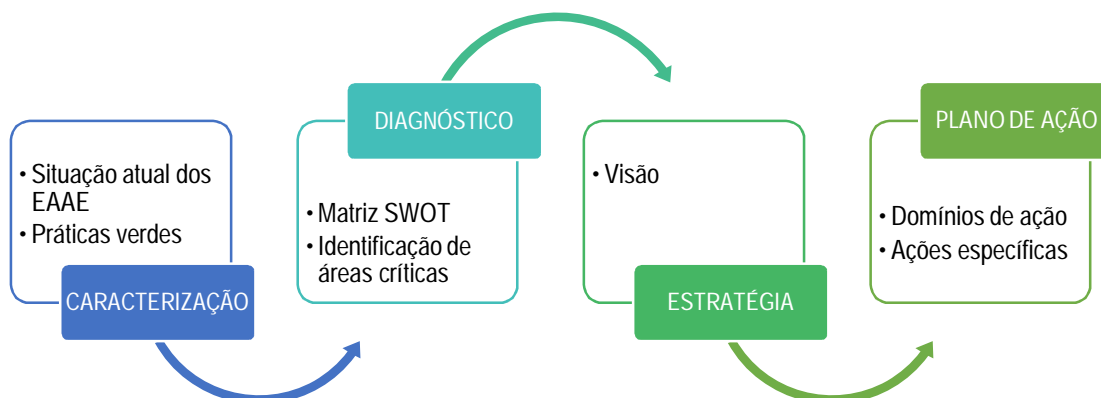 • Situação atual dos
EAAE
• Práticas verdes
CARACTERIZAÇÃO
DIAGNÓSTICO
• Matriz SWOT
• Identificação de
áreas críticas
• Visão
ESTRATÉGIA
PLANO DE AÇÃO
• Domínios de ação
• Ações específicas